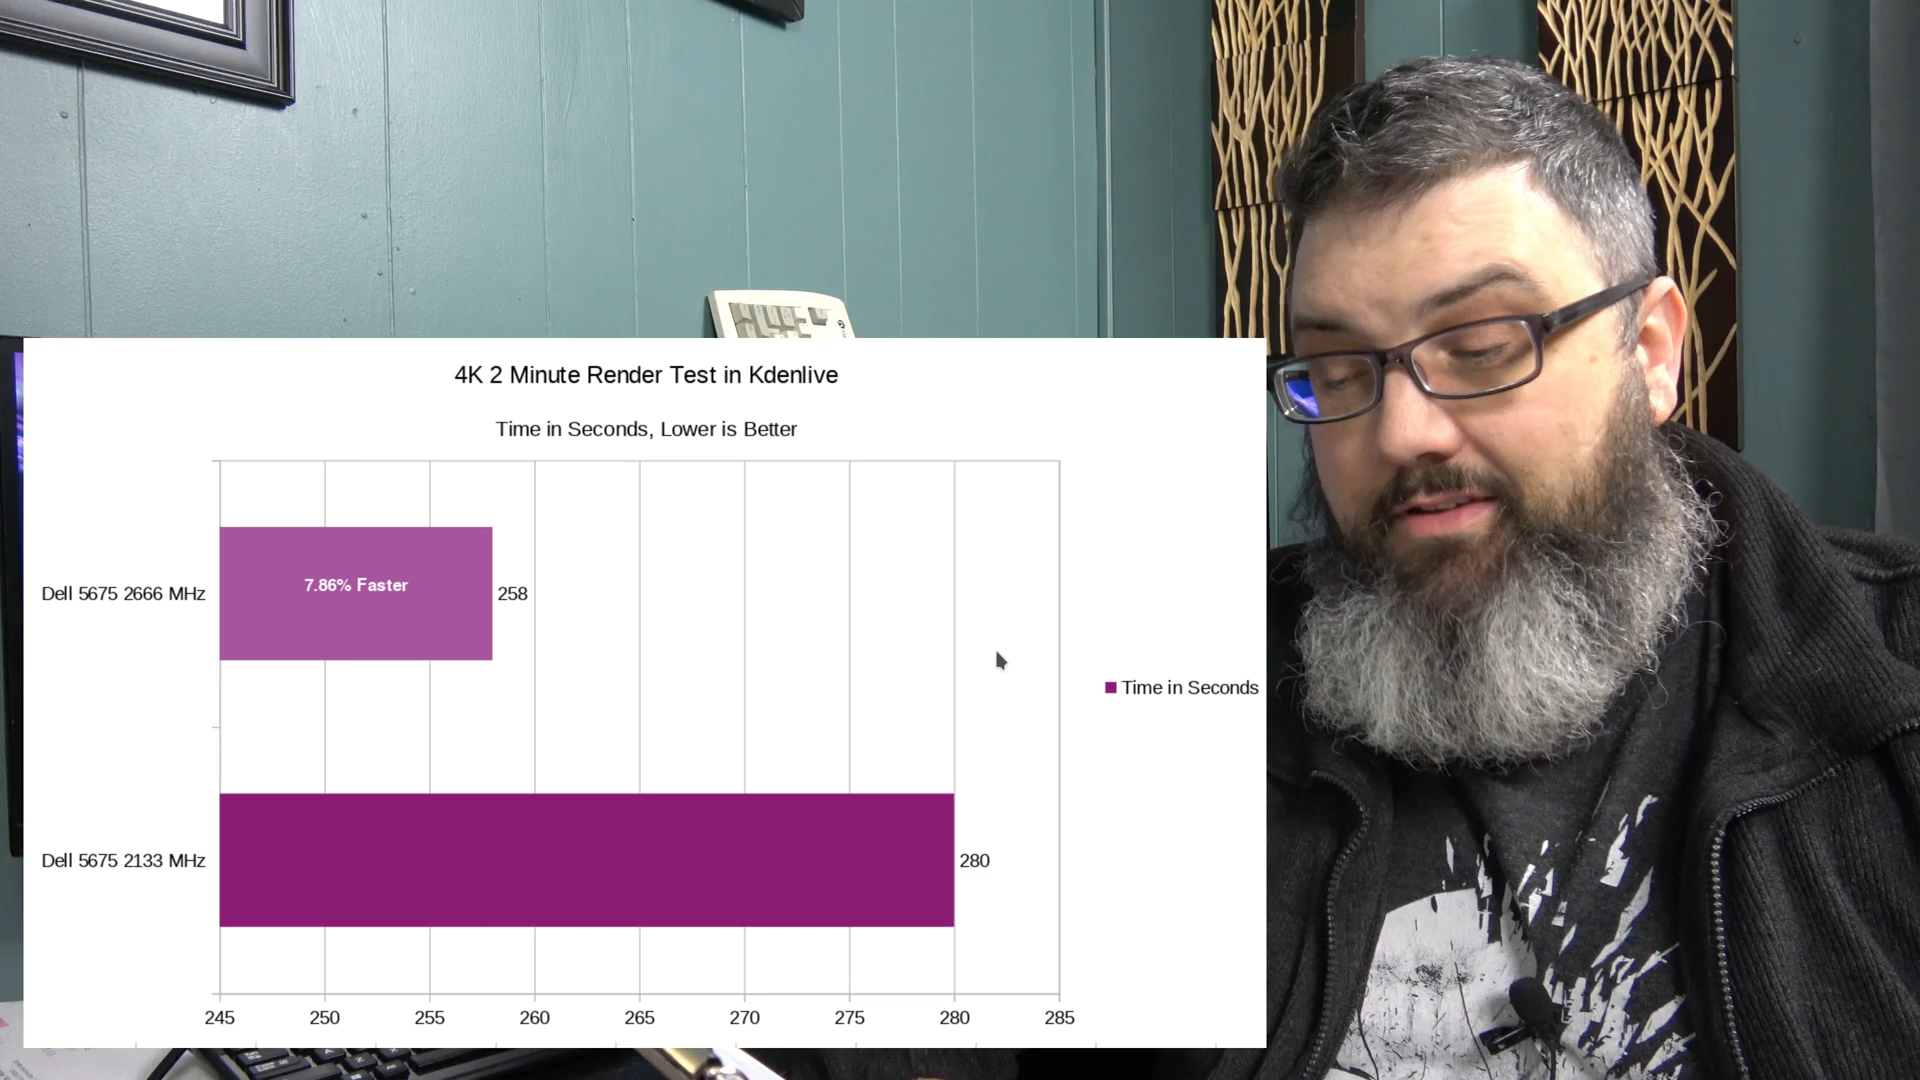 4K 2 Minute Render Test in Kdenlive
Time in Seconds, Lower is Better
Dell 5675 2666 MHz
7.86% Faster
258
Time in Seconds
Dell 5675 2133 MHz
280
245 250 255 260 265 270 275 280 285